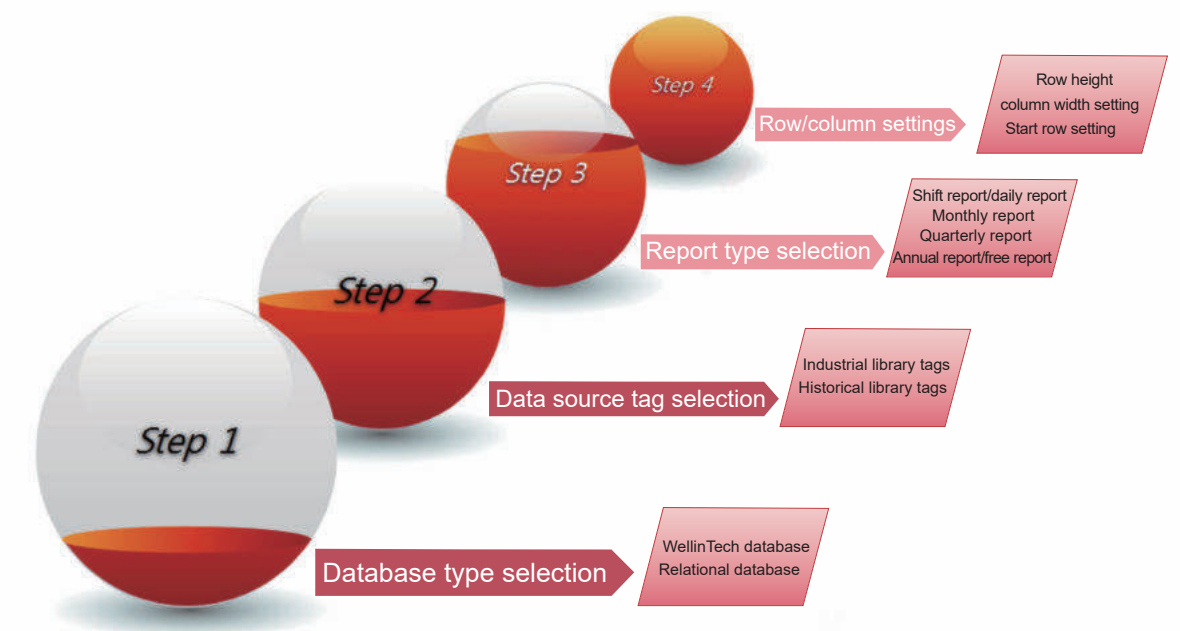 Step 4
Row/column settings
Row height
column width setting
Start row setting
Step 3
Report type selection
Shift report/daily report
Monthly report
Quarterly report
Annual report/free report
Step 2
Data source tag selection
Industrial library tags
Historical library tags
Step 1
Database type selection
WellinTech database
Relational database